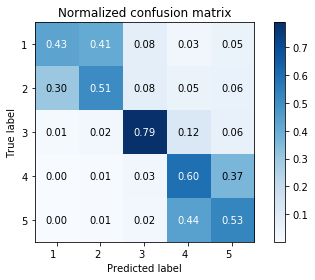 Normalized confusion matrix
True label
1 0.43 0.41 0.08 0.03 0.05
2 0.30 0.51 0.08 0.05 0.06
3 0.01 0.02 0.79 0.12 0.06
4 0.00 0.01 0.03 0.60 0.37
5 0.00 0.01 0.02 0.44 0.53
1 2 3 4 5
Predicted label
0.7
0.6
0.5
0.4
0.3
0.2
0.1